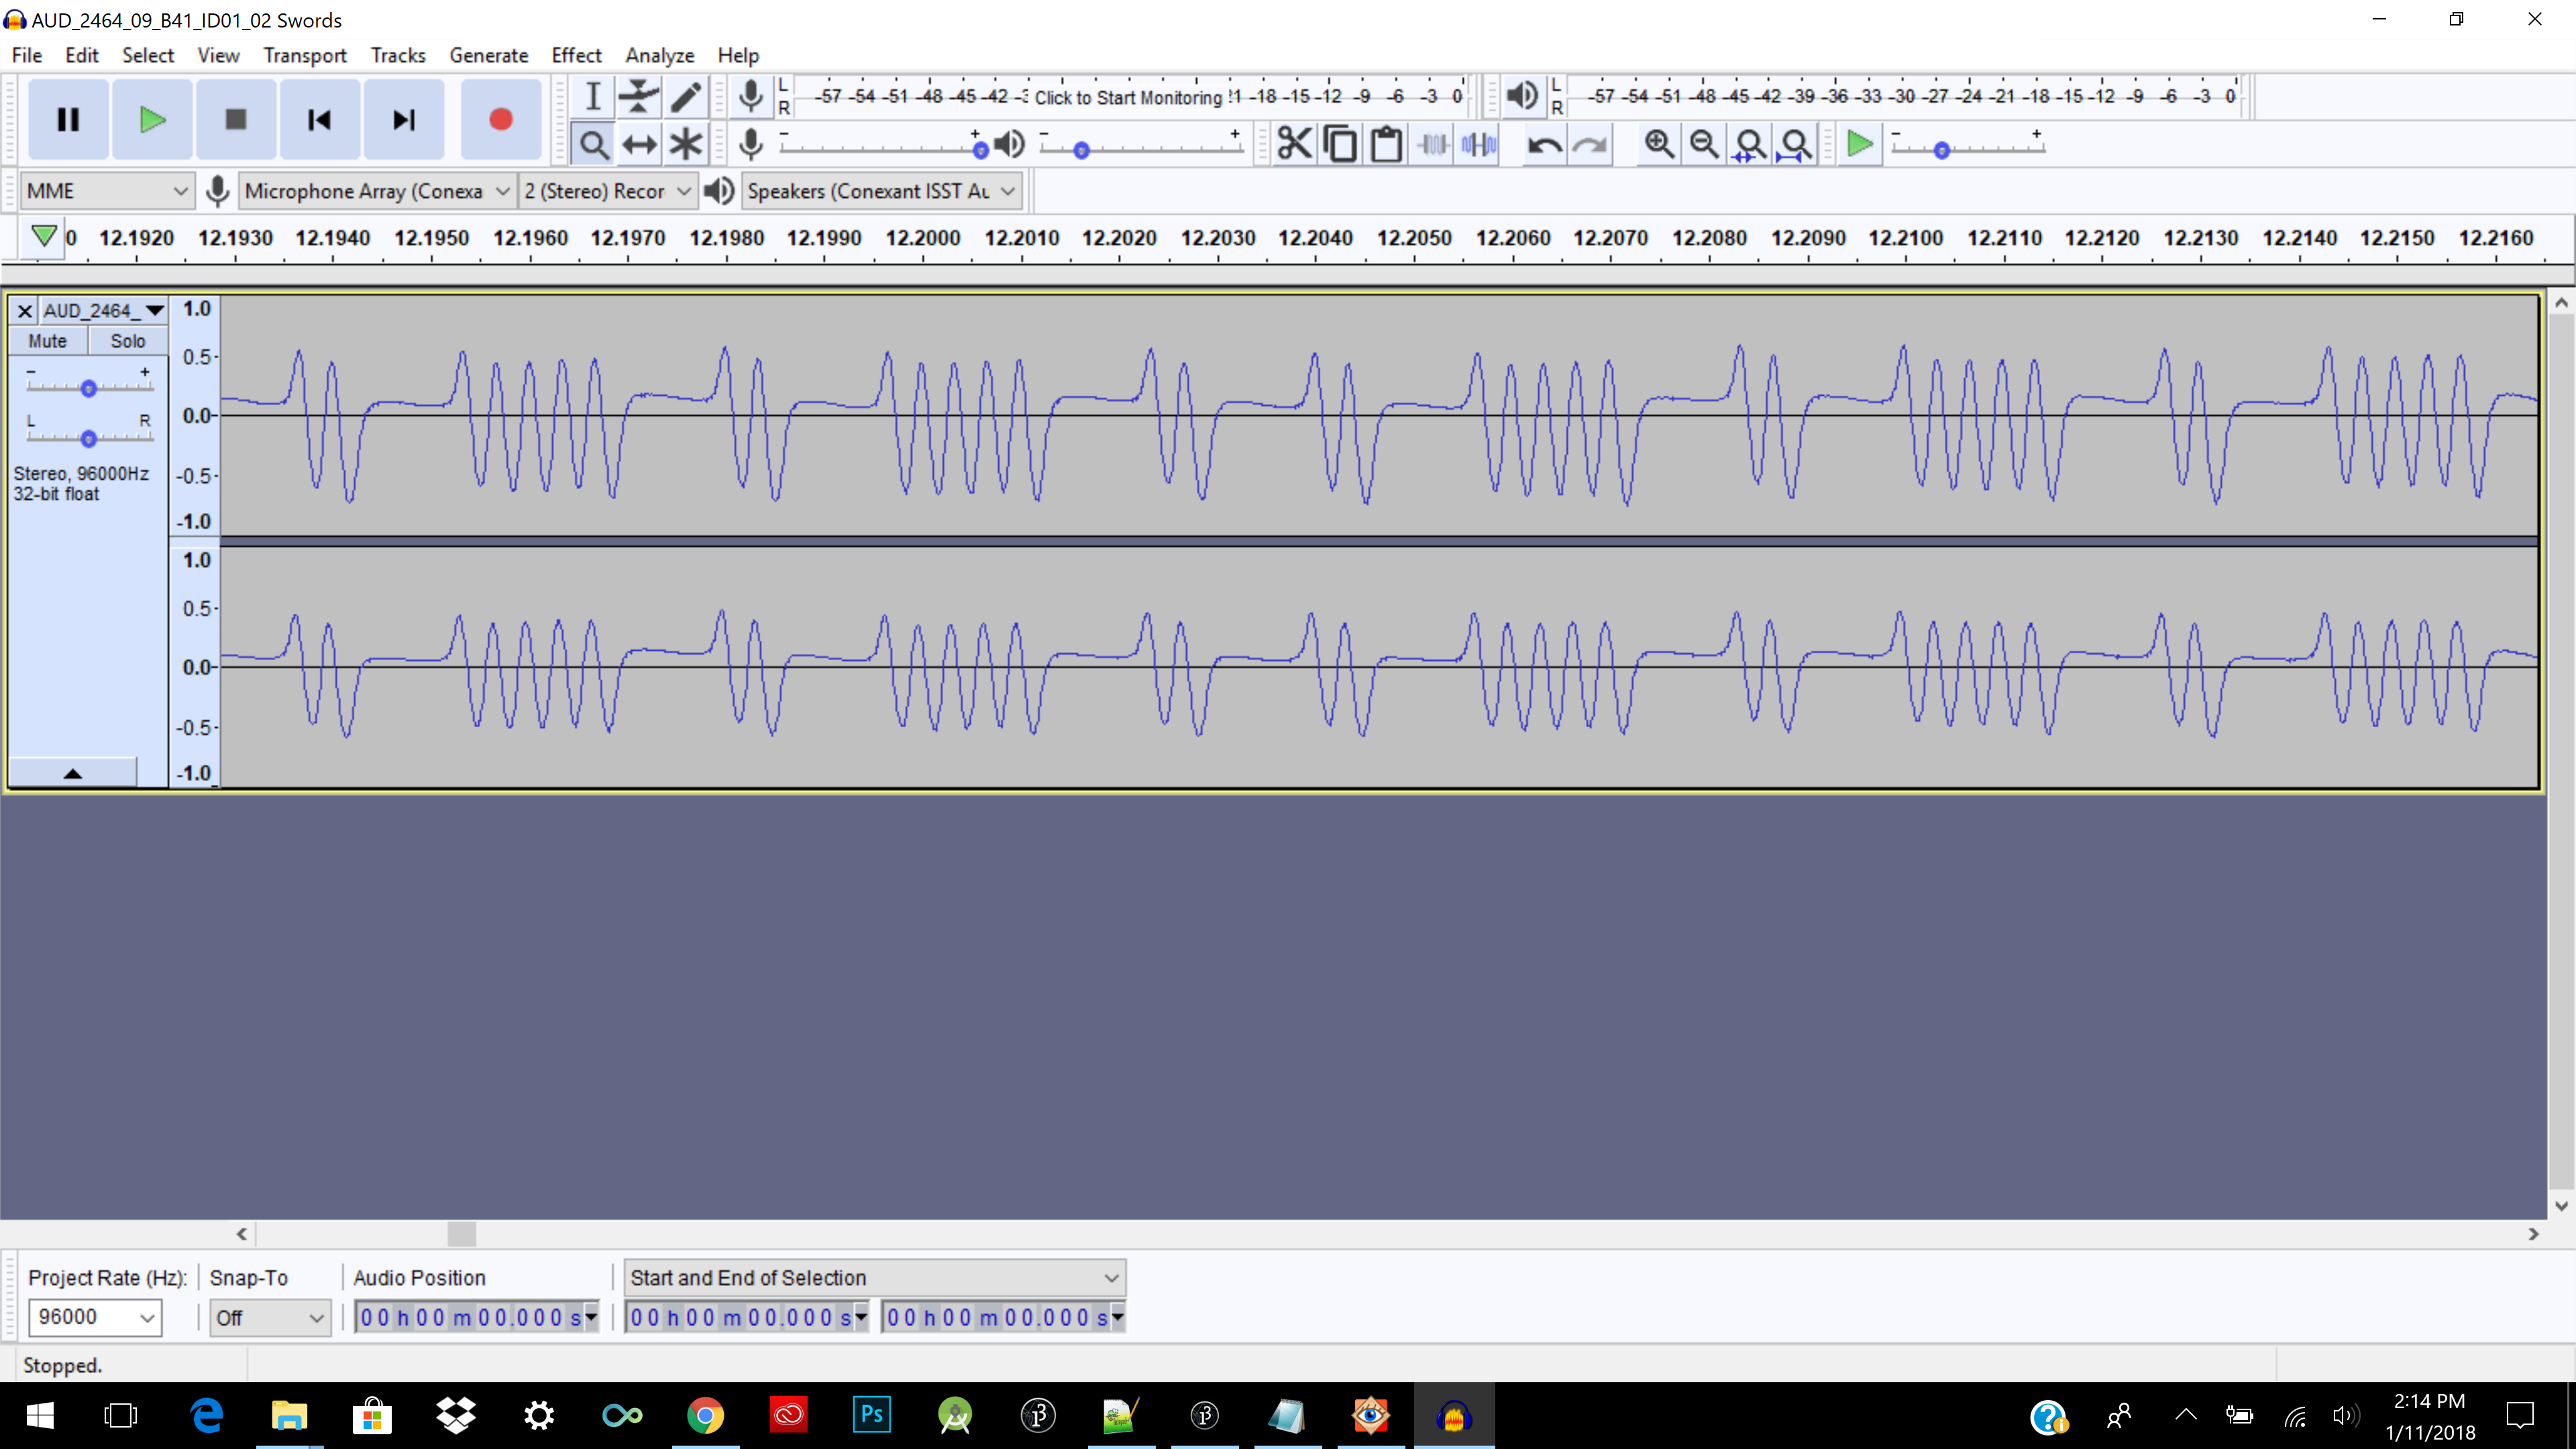 AUD_2464_09_B41_ID01_02 Swords
File Edit Select View Transport Tracks Generate Effect Analyze Help
L R -57 -54 -51 -48 -45 -42 -3 Click to Start Monitoring !1 -18 -15 -12 -9 -6 -3 0
L R -57 -54 -51 -48 -45 -42 -39 -36 -33 -30 -27 -24 -21 -18 -15 -12 -9 -6 -3 0
- + - + - +
MME Microphone Array (Conexa 2 (Stereo) Recor Speakers (Conexant ISST Au
0 12.1920 12.1930 12.1940 12.1950 12.1960 12.1970 12.1980 12.1990 12.2000 12.2010 12.2020 12.2030 12.2040 12.2050 12.2060 12.2070 12.2080 12.2090 12.2100 12.2110 12.2120 12.2130 12.2140 12.2150 12.2160
X AUD_2464_
Mute Solo
- +
L R
Stereo, 96000Hz
32-bit float
1.0
0.5-
0.0-
-0.5-
-1.0
1.0
0.5-
0.0-
-0.5-
-1.0
Project Rate (Hz): Snap-To Audio Position Start and End of Selection
96000 Off 00 h 00 m 00.000 s 00 h 00 m 00.000 s 00 h 00 m 00.000 s
Stopped.
Ps
2:14 PM
1/11/2018